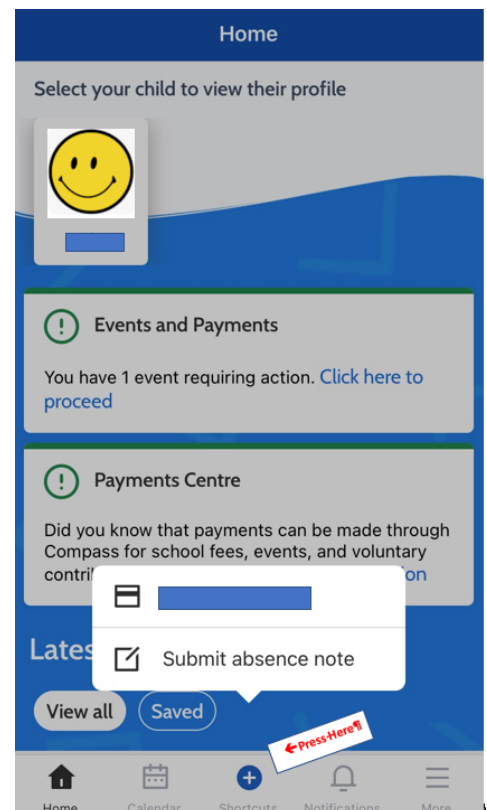 Home
Select your child to view their profile
Events and Payments
You have 1 event requiring action. Click here to
proceed
Payments Centre
Did you know that payments can be made through
Compass for school fees, events, and voluntary
Submit absence note
View all
Saved
←Press·Here¶
Home
Calendar
Shortcuts
Notifications
More